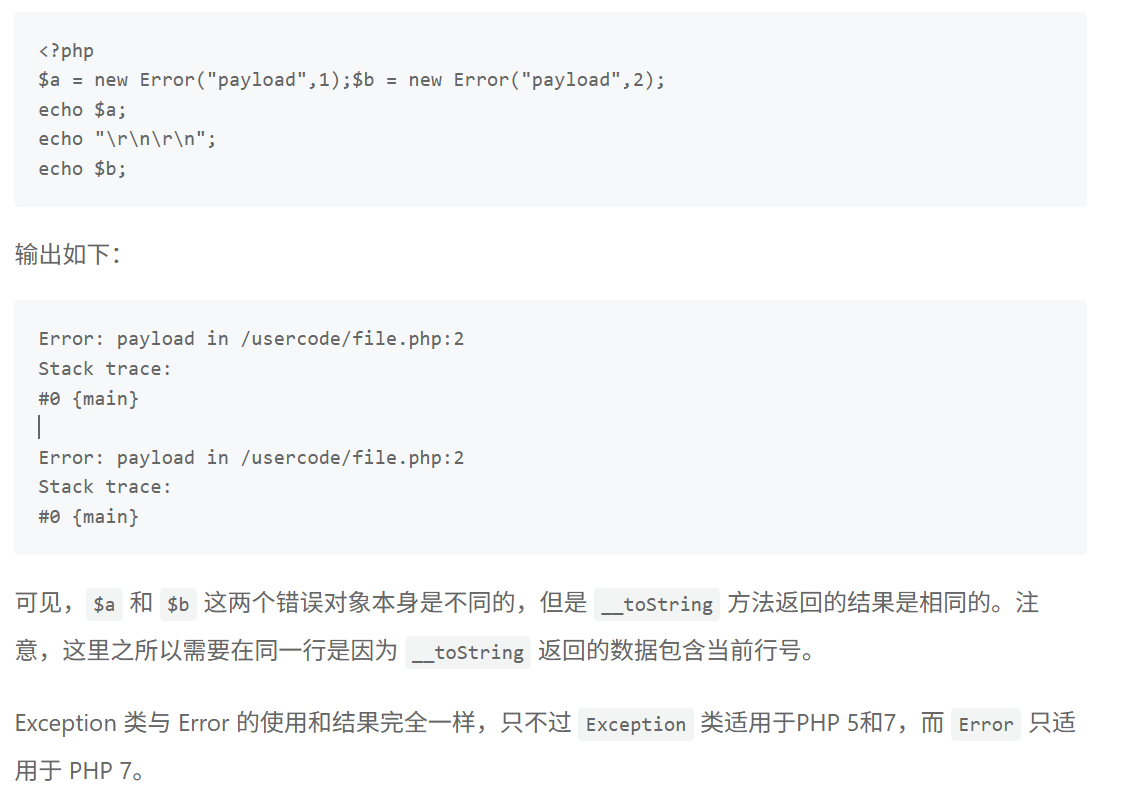 <?php
$a = new Error("payload",1);$b = new Error("payload",2);
echo $a;
echo "\r\n\r\n";
echo $b;
输出如下：
Error: payload in /usercode/file.php:2
Stack trace:
#0 {main}
Error: payload in /usercode/file.php:2
Stack trace:
#0 {main}
可见， $a 和 $b 这两个错误对象本身是不同的，但是 __toString 方法返回的结果是相同的。注
意，这里之所以需要在同一行是因为 __toString 返回的数据包含当前行号。
Exception 类与 Error 的使用和结果完全一样，只不过 Exception 类适用于PHP 5和7，而 Error 只适
用于 PHP 7。